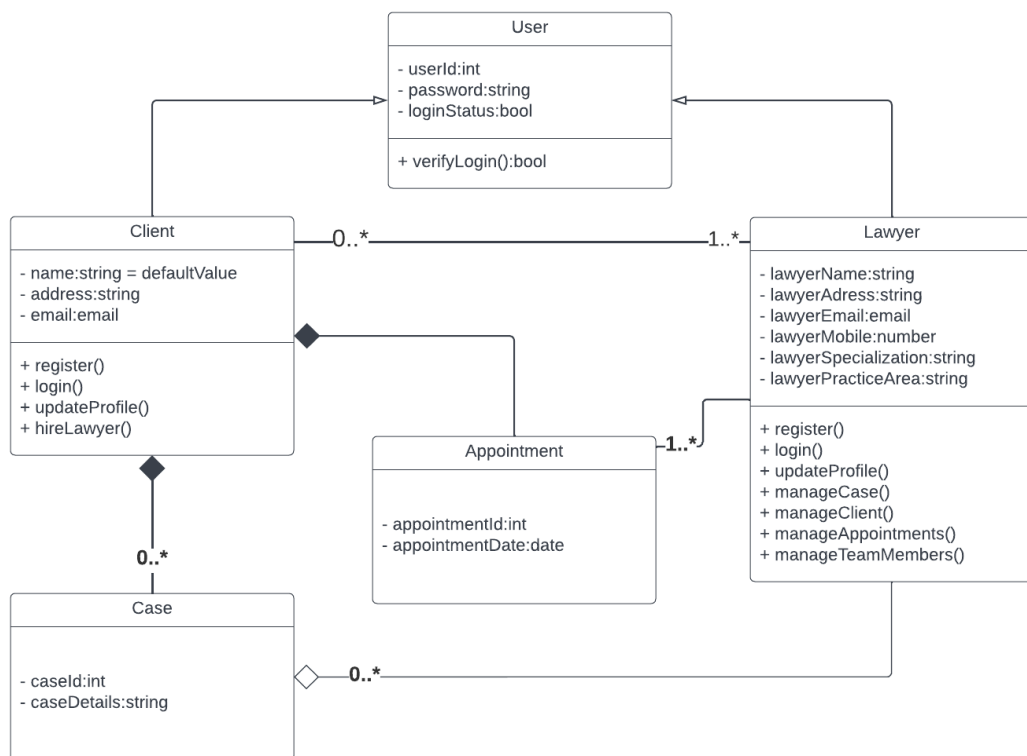 User
- userId:int
- password:string
- loginStatus:bool
+ verifyLogin():bool
Client
- name:string = defaultValue
- address:string
- email:email
+ register()
+ login()
+ updateProfile()
+ hireLawyer()
0..*
1..*
Lawyer
- lawyerName:string
- lawyerAdress:string
- lawyerEmail:email
- lawyerMobile:number
- lawyerSpecialization:string
- lawyerPracticeArea:string
+ register()
+ login()
+ updateProfile()
+ manageCase()
+ manageClient()
+ manageAppointments()
+ manageTeamMembers()
Appointment
- appointmentId:int
- appointmentDate:date
1..*
0..*
Case
- caseId:int
- caseDetails:string
0..*